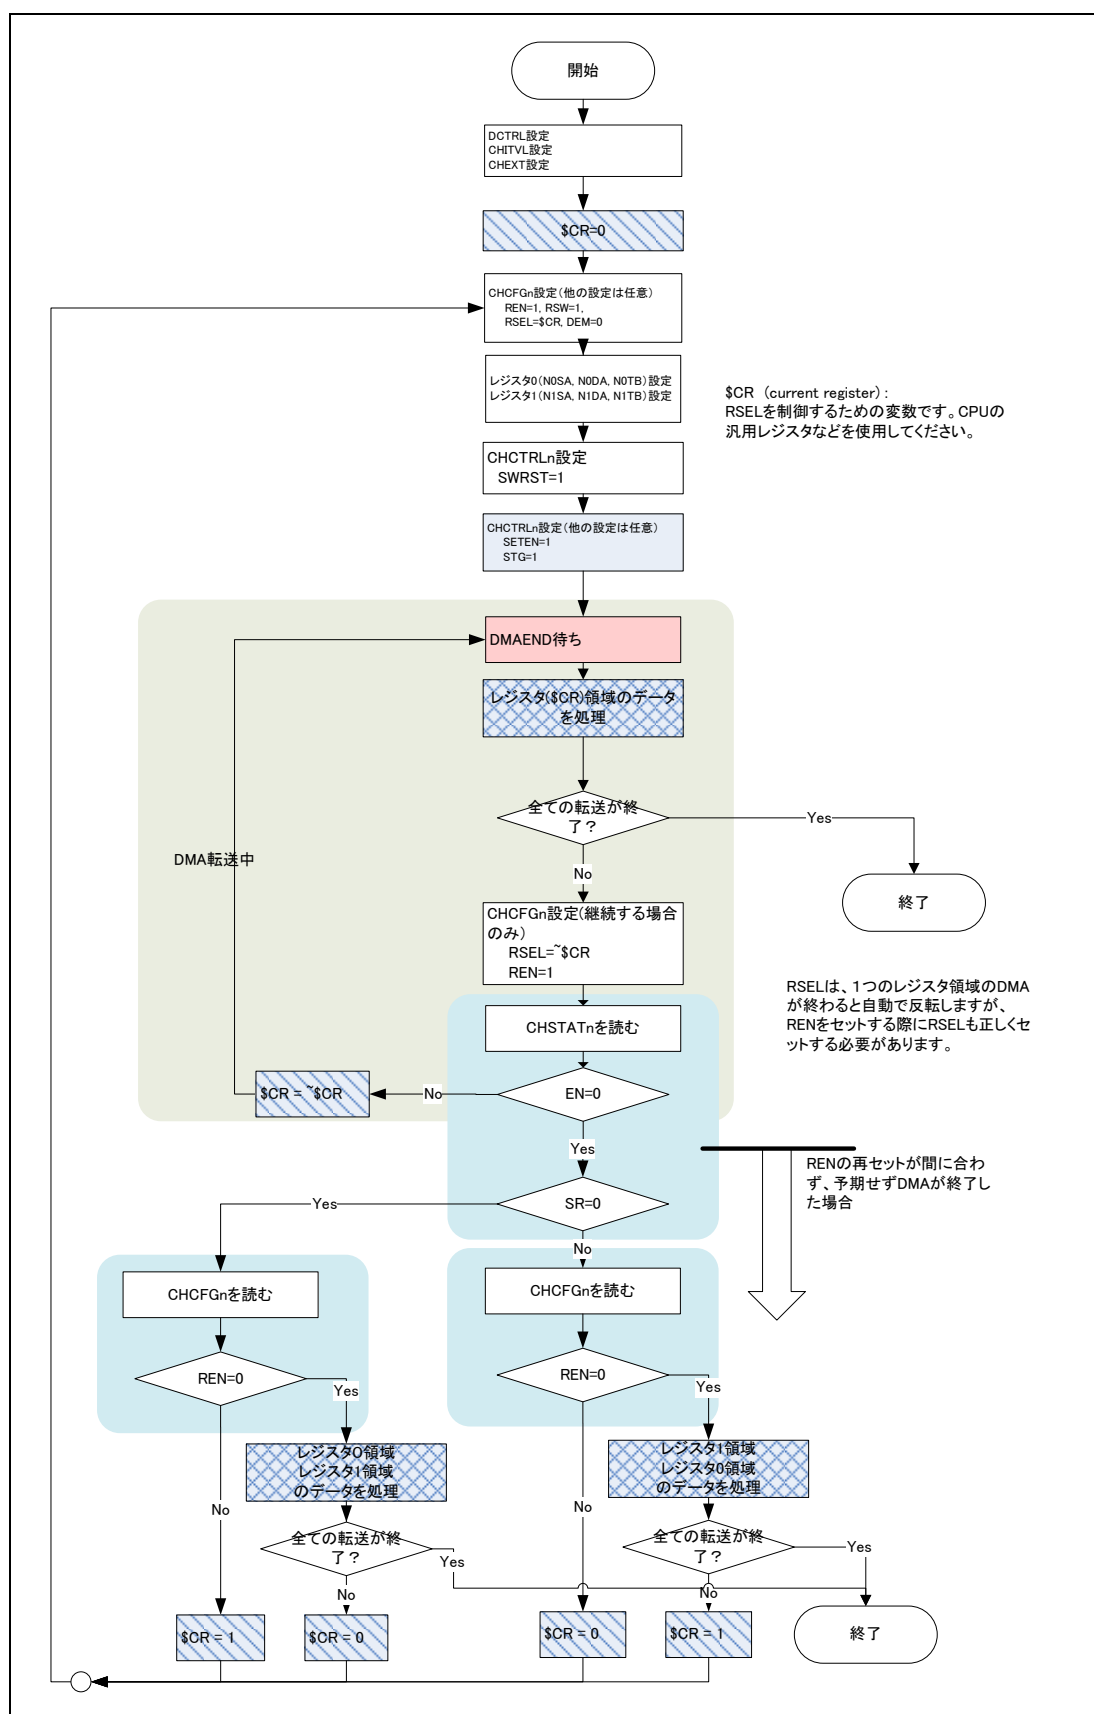 開始
DCTRL設定
CHITVL設定
CHEXT設定
$CR=0
CHCFGn設定(他の設定は任意)
REN=1, RSW=1,
RSEL=$CR, DEM=0
レジスタ0(N0SA, N0DA, N0TB)設定
レジスタ1(N1SA, N1DA, N1TB)設定
$CR (current register):
RSELを制御するための変数です。CPUの
汎用レジスタなどを使用してください。
CHCTRLn設定
SWRST=1
CHCTRLn設定(他の設定は任意)
SETEN=1
STG=1
DMAEND待ち
レジスタ($CR)領域のデータ
を処理
全ての転送が終
了？
Yes
DMA転送中
No
終了
CHCFGn設定(継続する場合
のみ)
RSEL=~$CR
REN=1
RSELは、1つのレジスタ領域のDMA
が終わると自動で反転しますが、
RENをセットする際にRSELも正しくセ
ットする必要があります。
CHSTATnを読む
$CR = ~$CR
No
EN=0
Yes
RENの再セットが間に合わ
ず、予期せずDMAが終了し
た場合
Yes
SR=0
No
CHCFGnを読む
CHCFGnを読む
REN=0
Yes
REN=0
Yes
レジスタ0領域
レジスタ1領域
のデータを処理
レジスタ1領域
レジスタ0領域
のデータを処理
No
No
全ての転送が終
了？
Yes
全ての転送が終
了？
Yes
No
No
$CR = 1
$CR = 0
$CR = 0
$CR = 1
終了